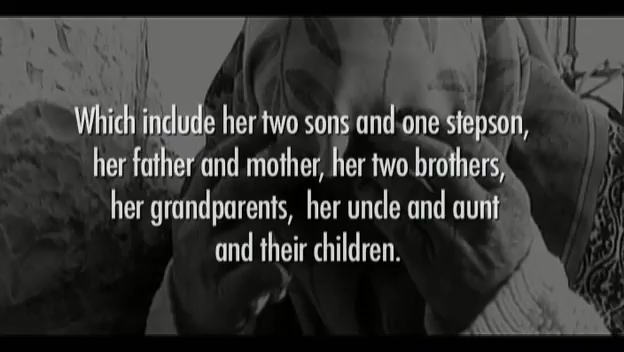 Which include her two sons and one stepson,
her father and mother, her two brothers,
her grandparents, her uncle and aunt
and their children.